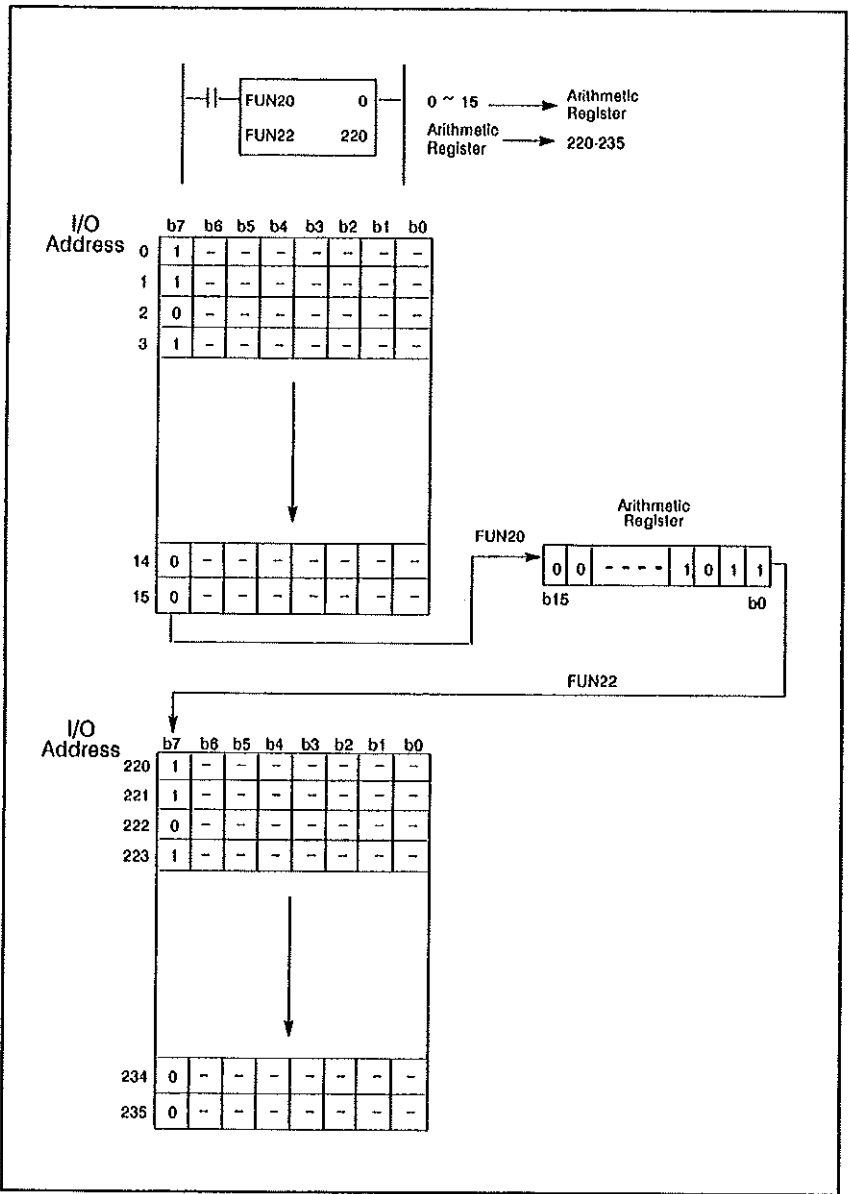 FUN20 0
FUN22 220
0 ~ 15 Arithmetic Register
Arithmetic Register 220-235
I/O Address b7 b6 b5 b4 b3 b2 b1 b0
0 1 - - - - - - -
1 1 - - - - - - -
2 0 - - - - - - -
3 1 - - - - - - -
14 0 - - - - - - -
15 0 - - - - - - -
FUN20
Arithmetic
Register
0 0 - - - - 1 0 1 1
b15 b0
FUN22
I/O Address b7 b6 b5 b4 b3 b2 b1 b0
220 1 - - - - - - -
221 1 - - - - - - -
222 0 - - - - - - -
223 1 - - - - - - -
234 0 - - - - - - -
235 0 - - - - - - -